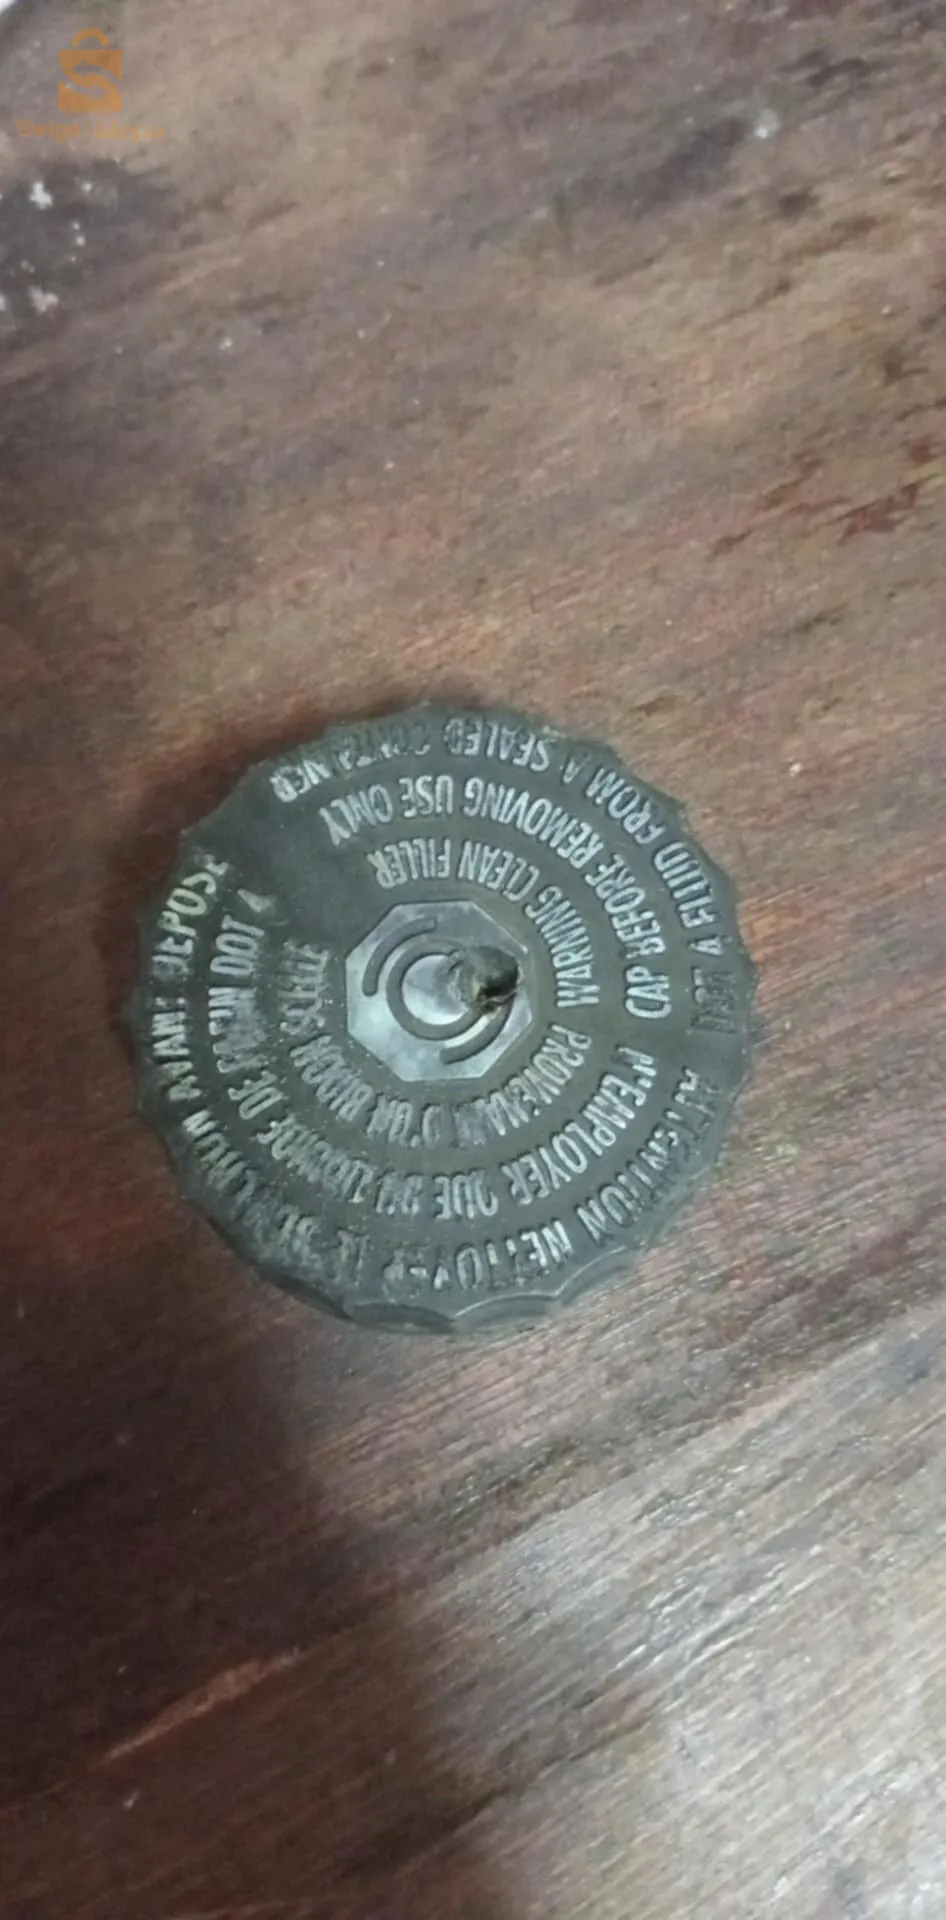 WARNING CLEAN FILLER
CAP BEFORE REMOVING USE ONLY
DOT 4 FLUID FROM A SEALED CONTAINER
ATTENTION NETTOYER LE BOUCHON AVANT DEPOSE
N'EMPLOYER QUE DU LIQUIDE DE FREIN DOT 4
PROVENANT D'UN BIDON SCELLE